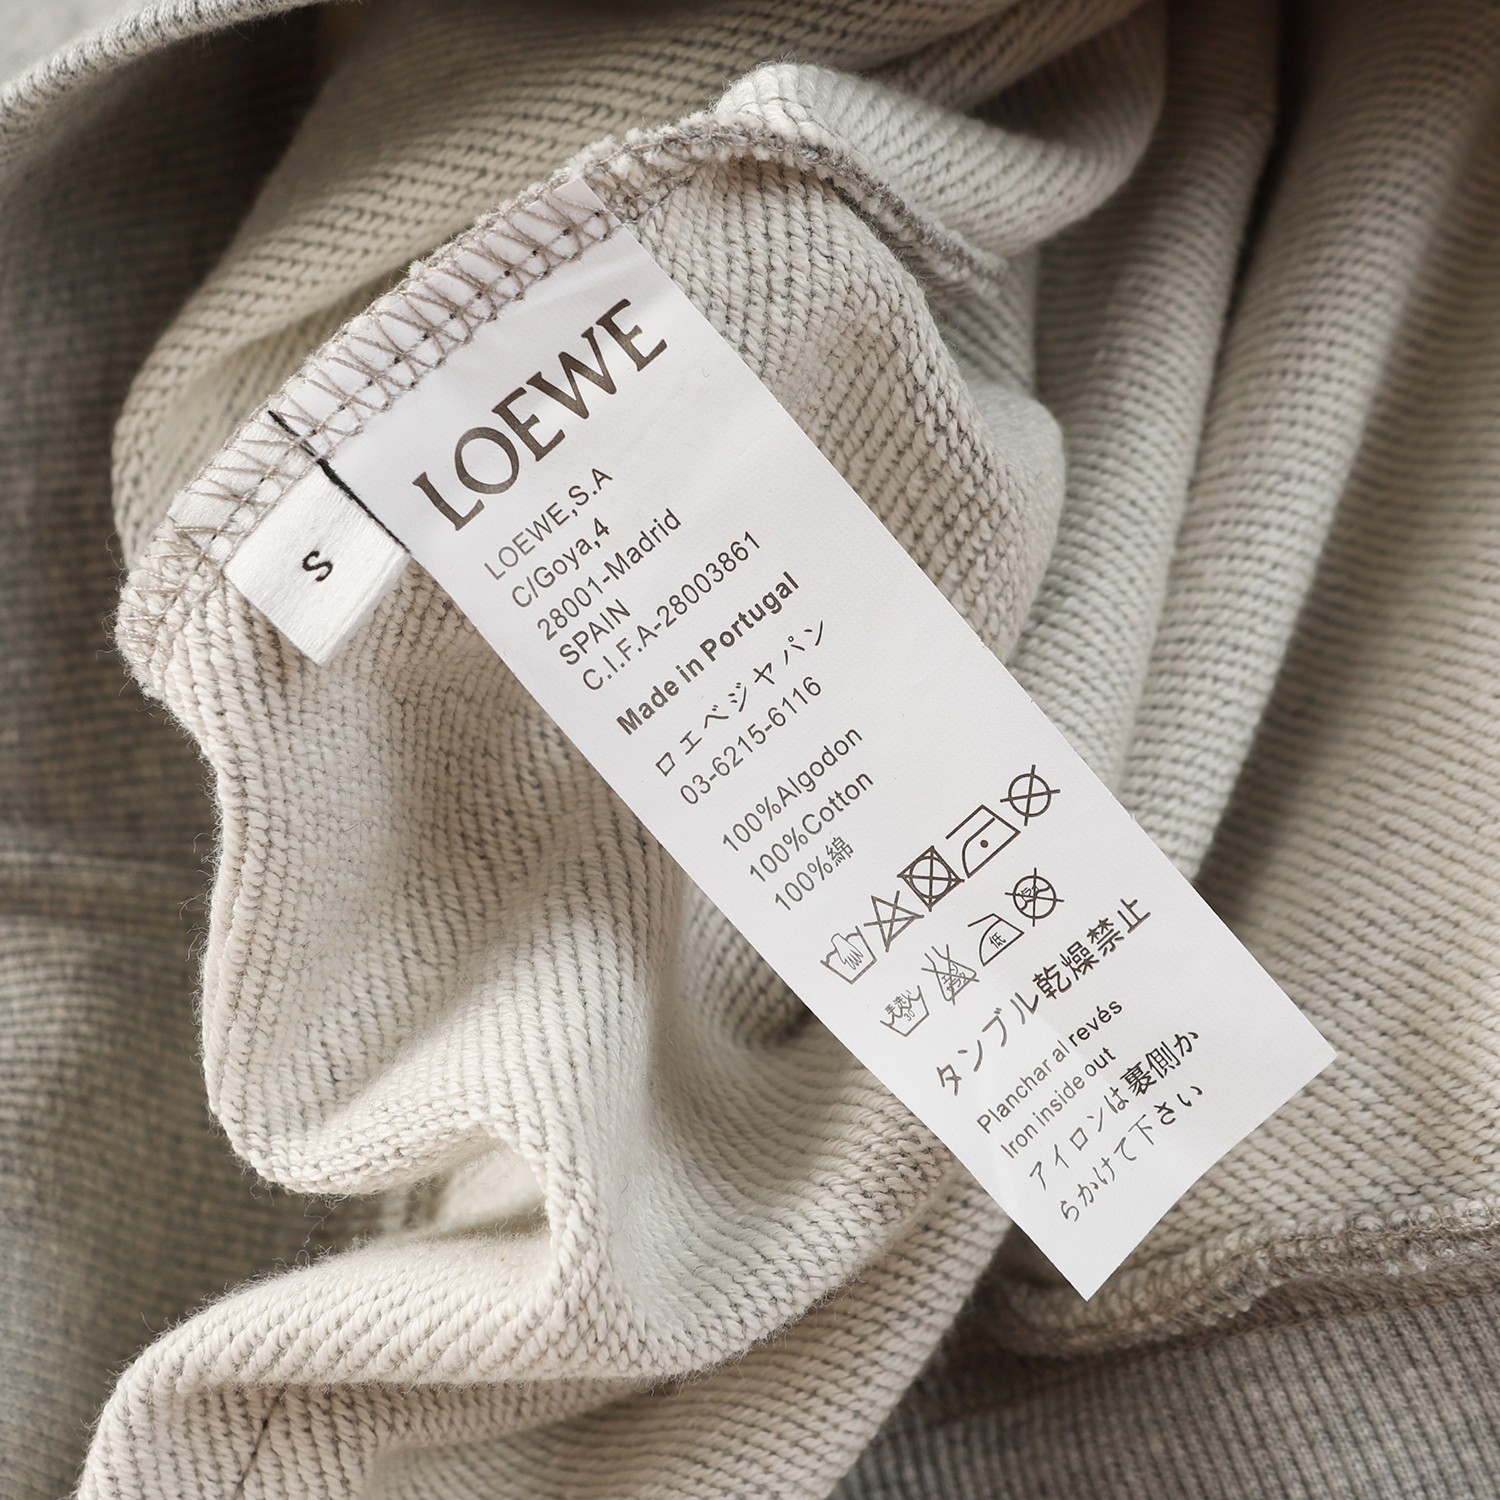 S
LOEWE
LOEWE,S.A
C/Goya,4
28001-Madrid
SPAIN
C.I.F.A-28003861
Made in Portugal
ロエベジャパン
03-6215-6116
100%Algodon
100%Cotton
100%綿
低
タンブル乾燥禁止
Planchar al revés
Iron inside out
アイロンは裏側か
らかけて下さい